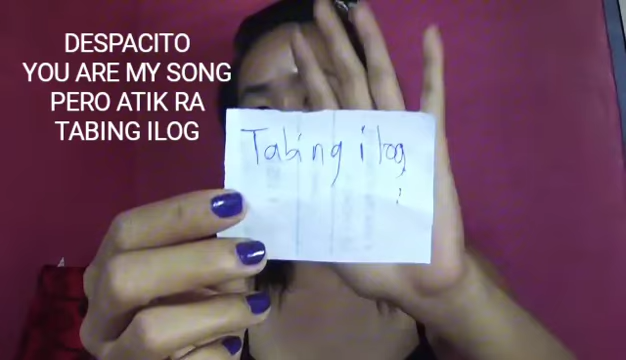 DESPACITO
YOU ARE MY SONG
PERO ATIK RA
TABING ILOG
Tabing ilog